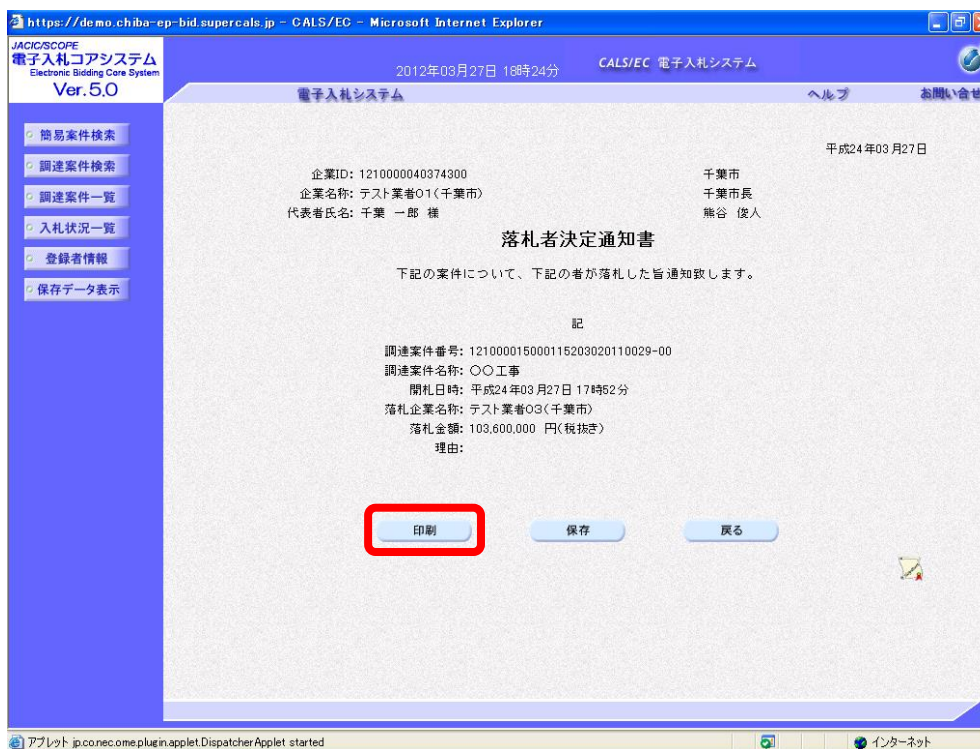 https://demo.chiba-ep-bid.supercals.jp - CALS/EC - Microsoft Internet Explorer
JACIC/SCOPE
電子入札コアシステム
Electronic Bidding Core System
Ver.5.0
2012年03月27日 18時24分
CALS/EC 電子入札システム
電子入札システム
ヘルプ
お問い合せ
簡易案件検索
調達案件検索
調達案件一覧
入札状況一覧
登録者情報
保存データ表示
平成24年03月27日
企業ID: 1210000040374300
千葉市
企業名称: テスト業者01(千葉市)
千葉市長
代表者氏名: 千葉 一郎 様
熊谷 俊人
落札者決定通知書
下記の案件について、下記の者が落札した旨通知致します。
記
調達案件番号: 121000015000115203020110029-00
調達案件名称: 〇〇工事
開札日時: 平成24年03月27日 17時52分
落札企業名称: テスト業者03(千葉市)
落札金額: 103,600,000 円(税抜き)
理由:
印刷
保存
戻る
アプレット jp.co.nec.ome.plugin.applet.DispatcherApplet started
インターネット